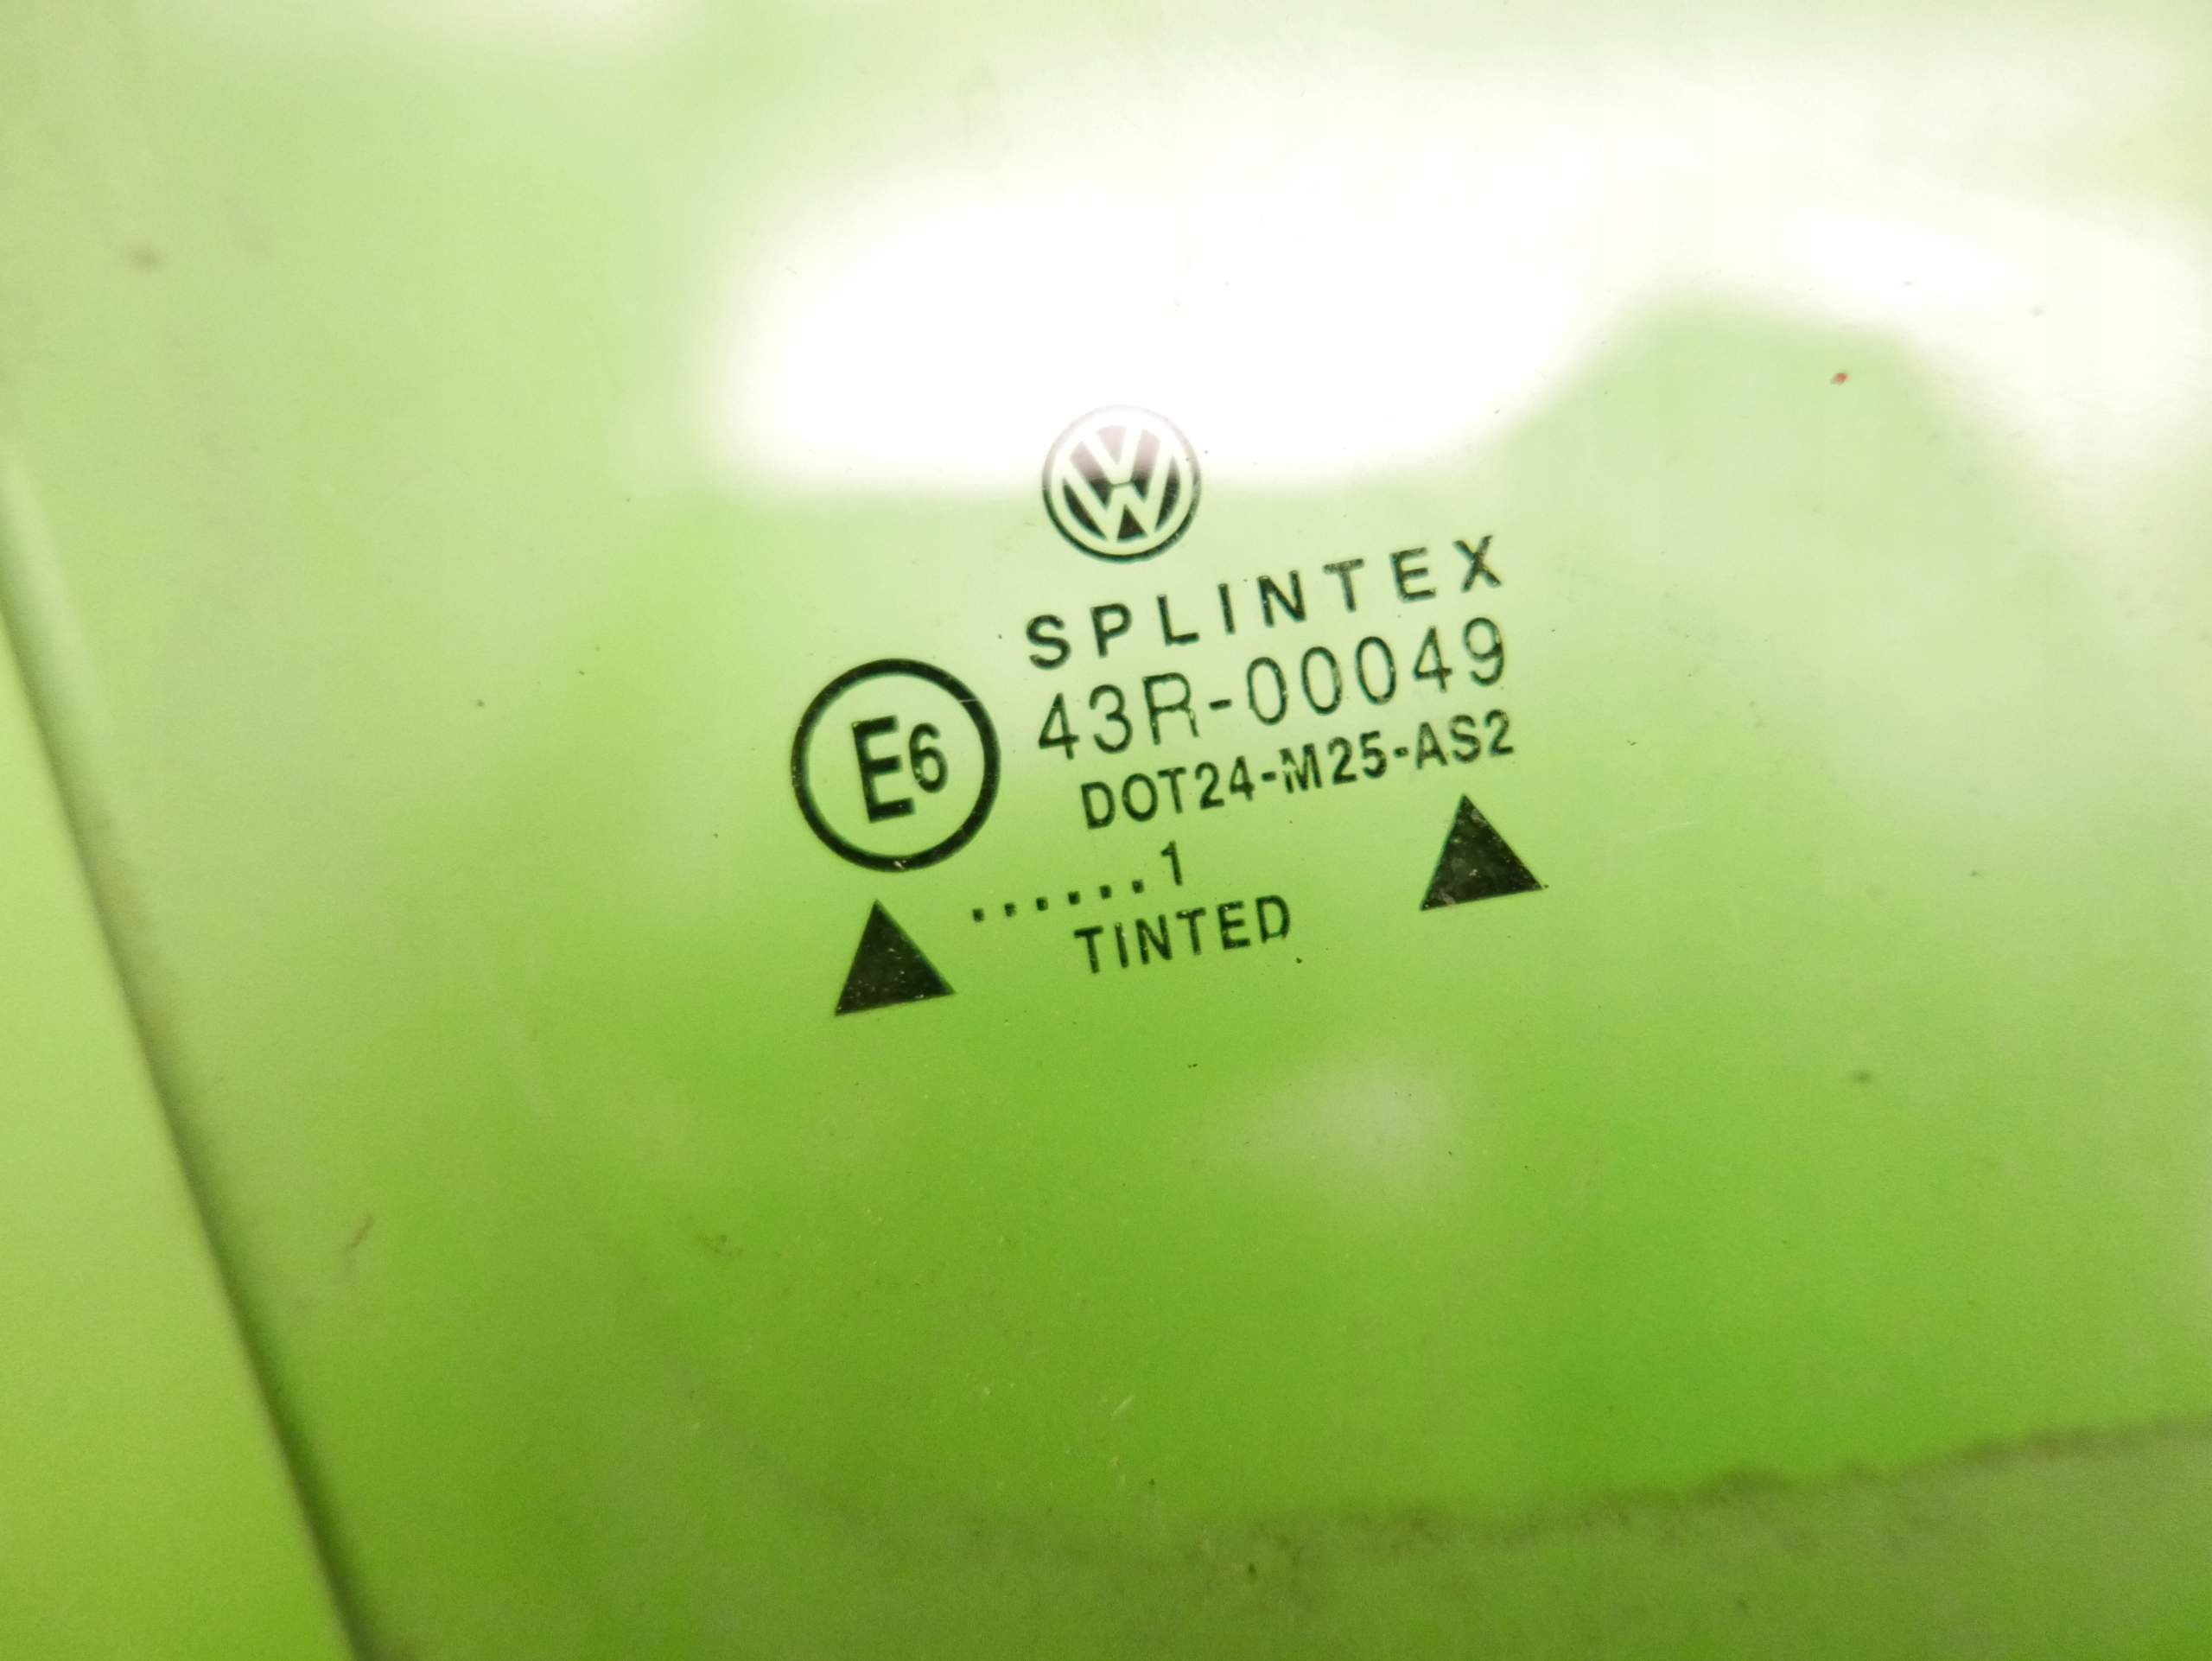 SPLINTEX
E6 43R-00049
DOT24-M25-AS2
......1
TINTED